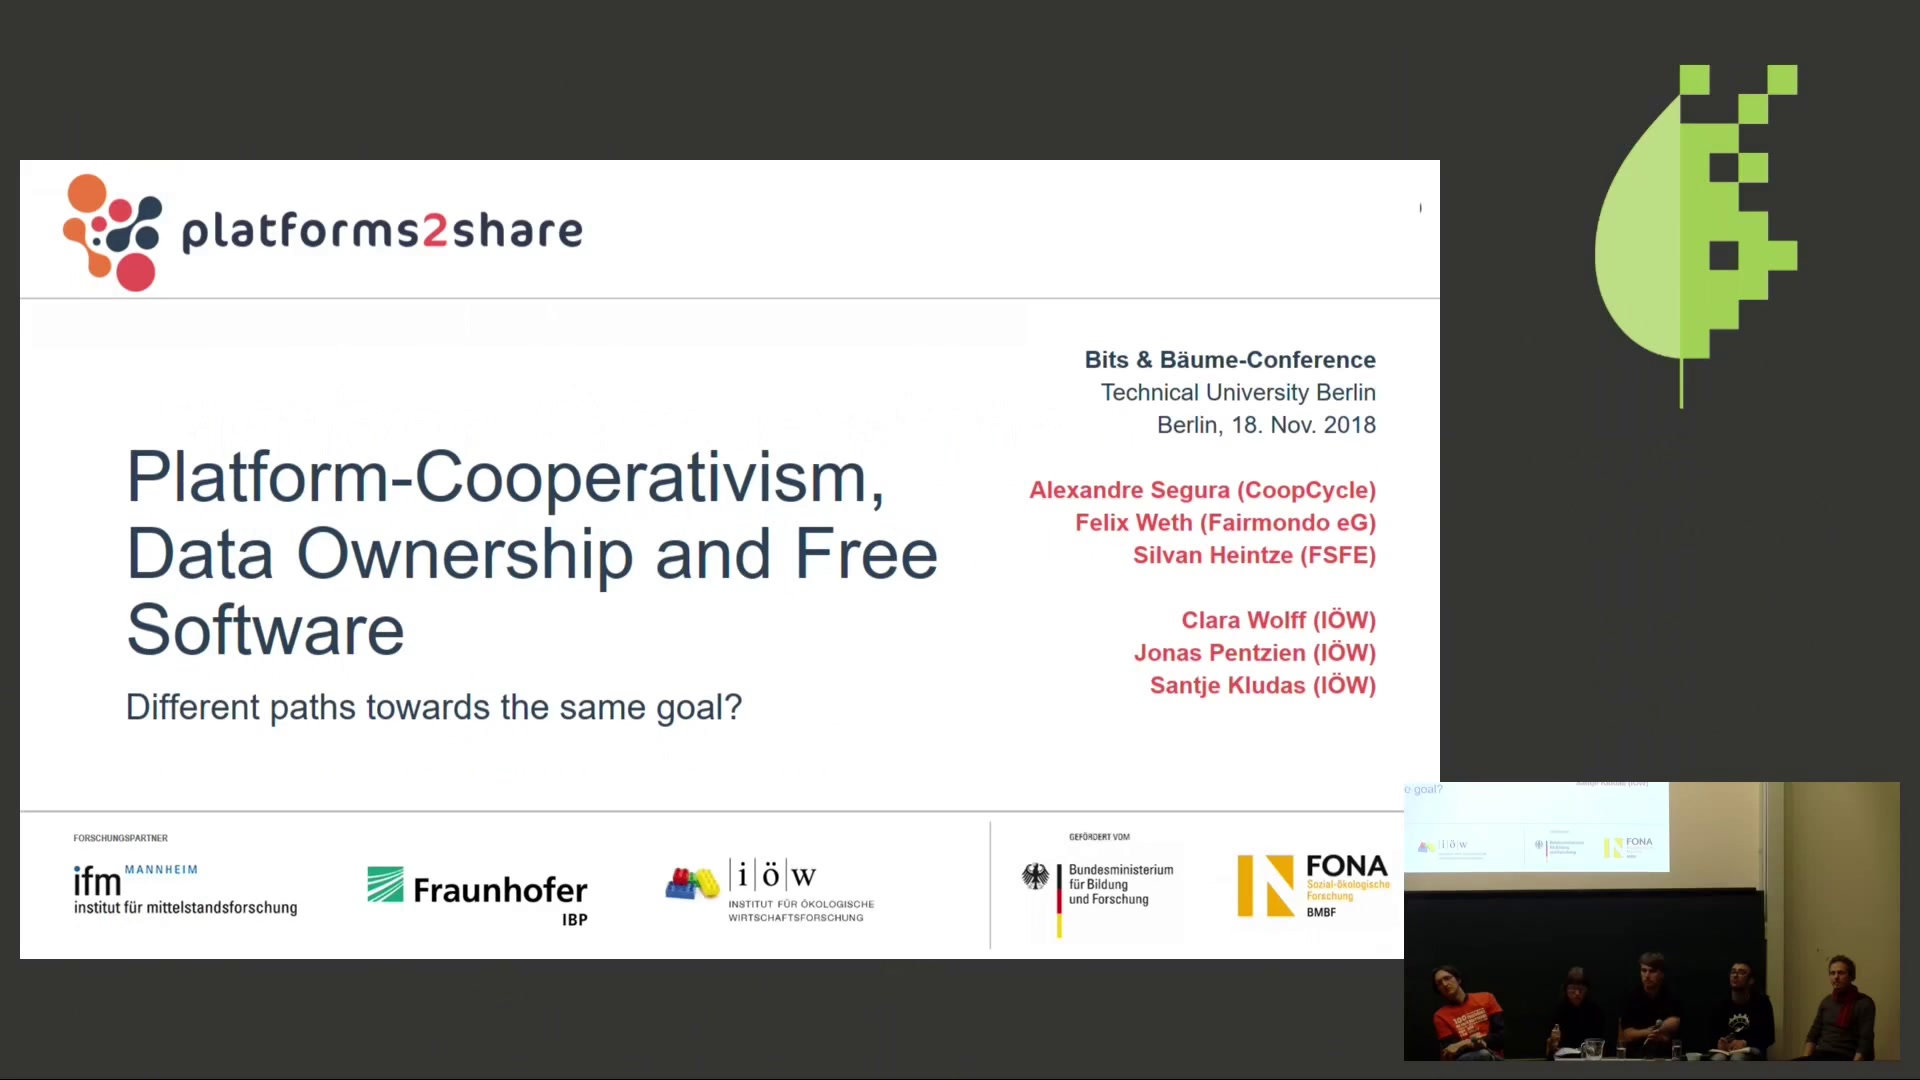 platforms2share
Bits & Bäume-Conference
Technical University Berlin
Berlin, 18. Nov. 2018
Platform-Cooperativism,
Data Ownership and Free
Software
Different paths towards the same goal?
Alexandre Segura (CoopCycle)
Felix Weth (Fairmondo eG)
Silvan Heintze (FSFE)
Clara Wolff (IÖW)
Jonas Pentzien (IÖW)
Santje Kludas (IÖW)
FORSCHUNGSPARTNER
ifm MANNHEIM
institut für mittelstandsforschung
Fraunhofer
IBP
|i|ö|w
INSTITUT FÜR ÖKOLOGISCHE
WIRTSCHAFTSFORSCHUNG
GEFÖRDERT VOM
Bundesministerium
für Bildung
und Forschung
FONA
Sozial-ökologische
Forschung
BMBF
e goal?
|i|ö|w
FONA